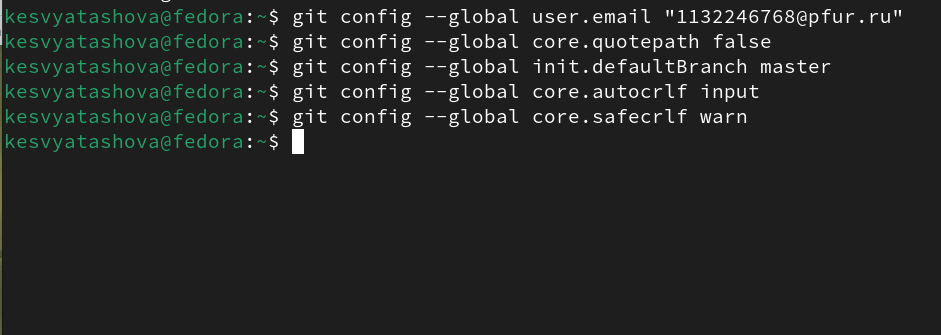 kesvyatashova@fedora:~$ git config --global user.email "1132246768@pfur.ru"
kesvyatashova@fedora:~$ git config --global core.quotepath false
kesvyatashova@fedora:~$ git config --global init.defaultBranch master
kesvyatashova@fedora:~$ git config --global core.autocrlf input
kesvyatashova@fedora:~$ git config --global core.safecrlf warn
kesvyatashova@fedora:~$